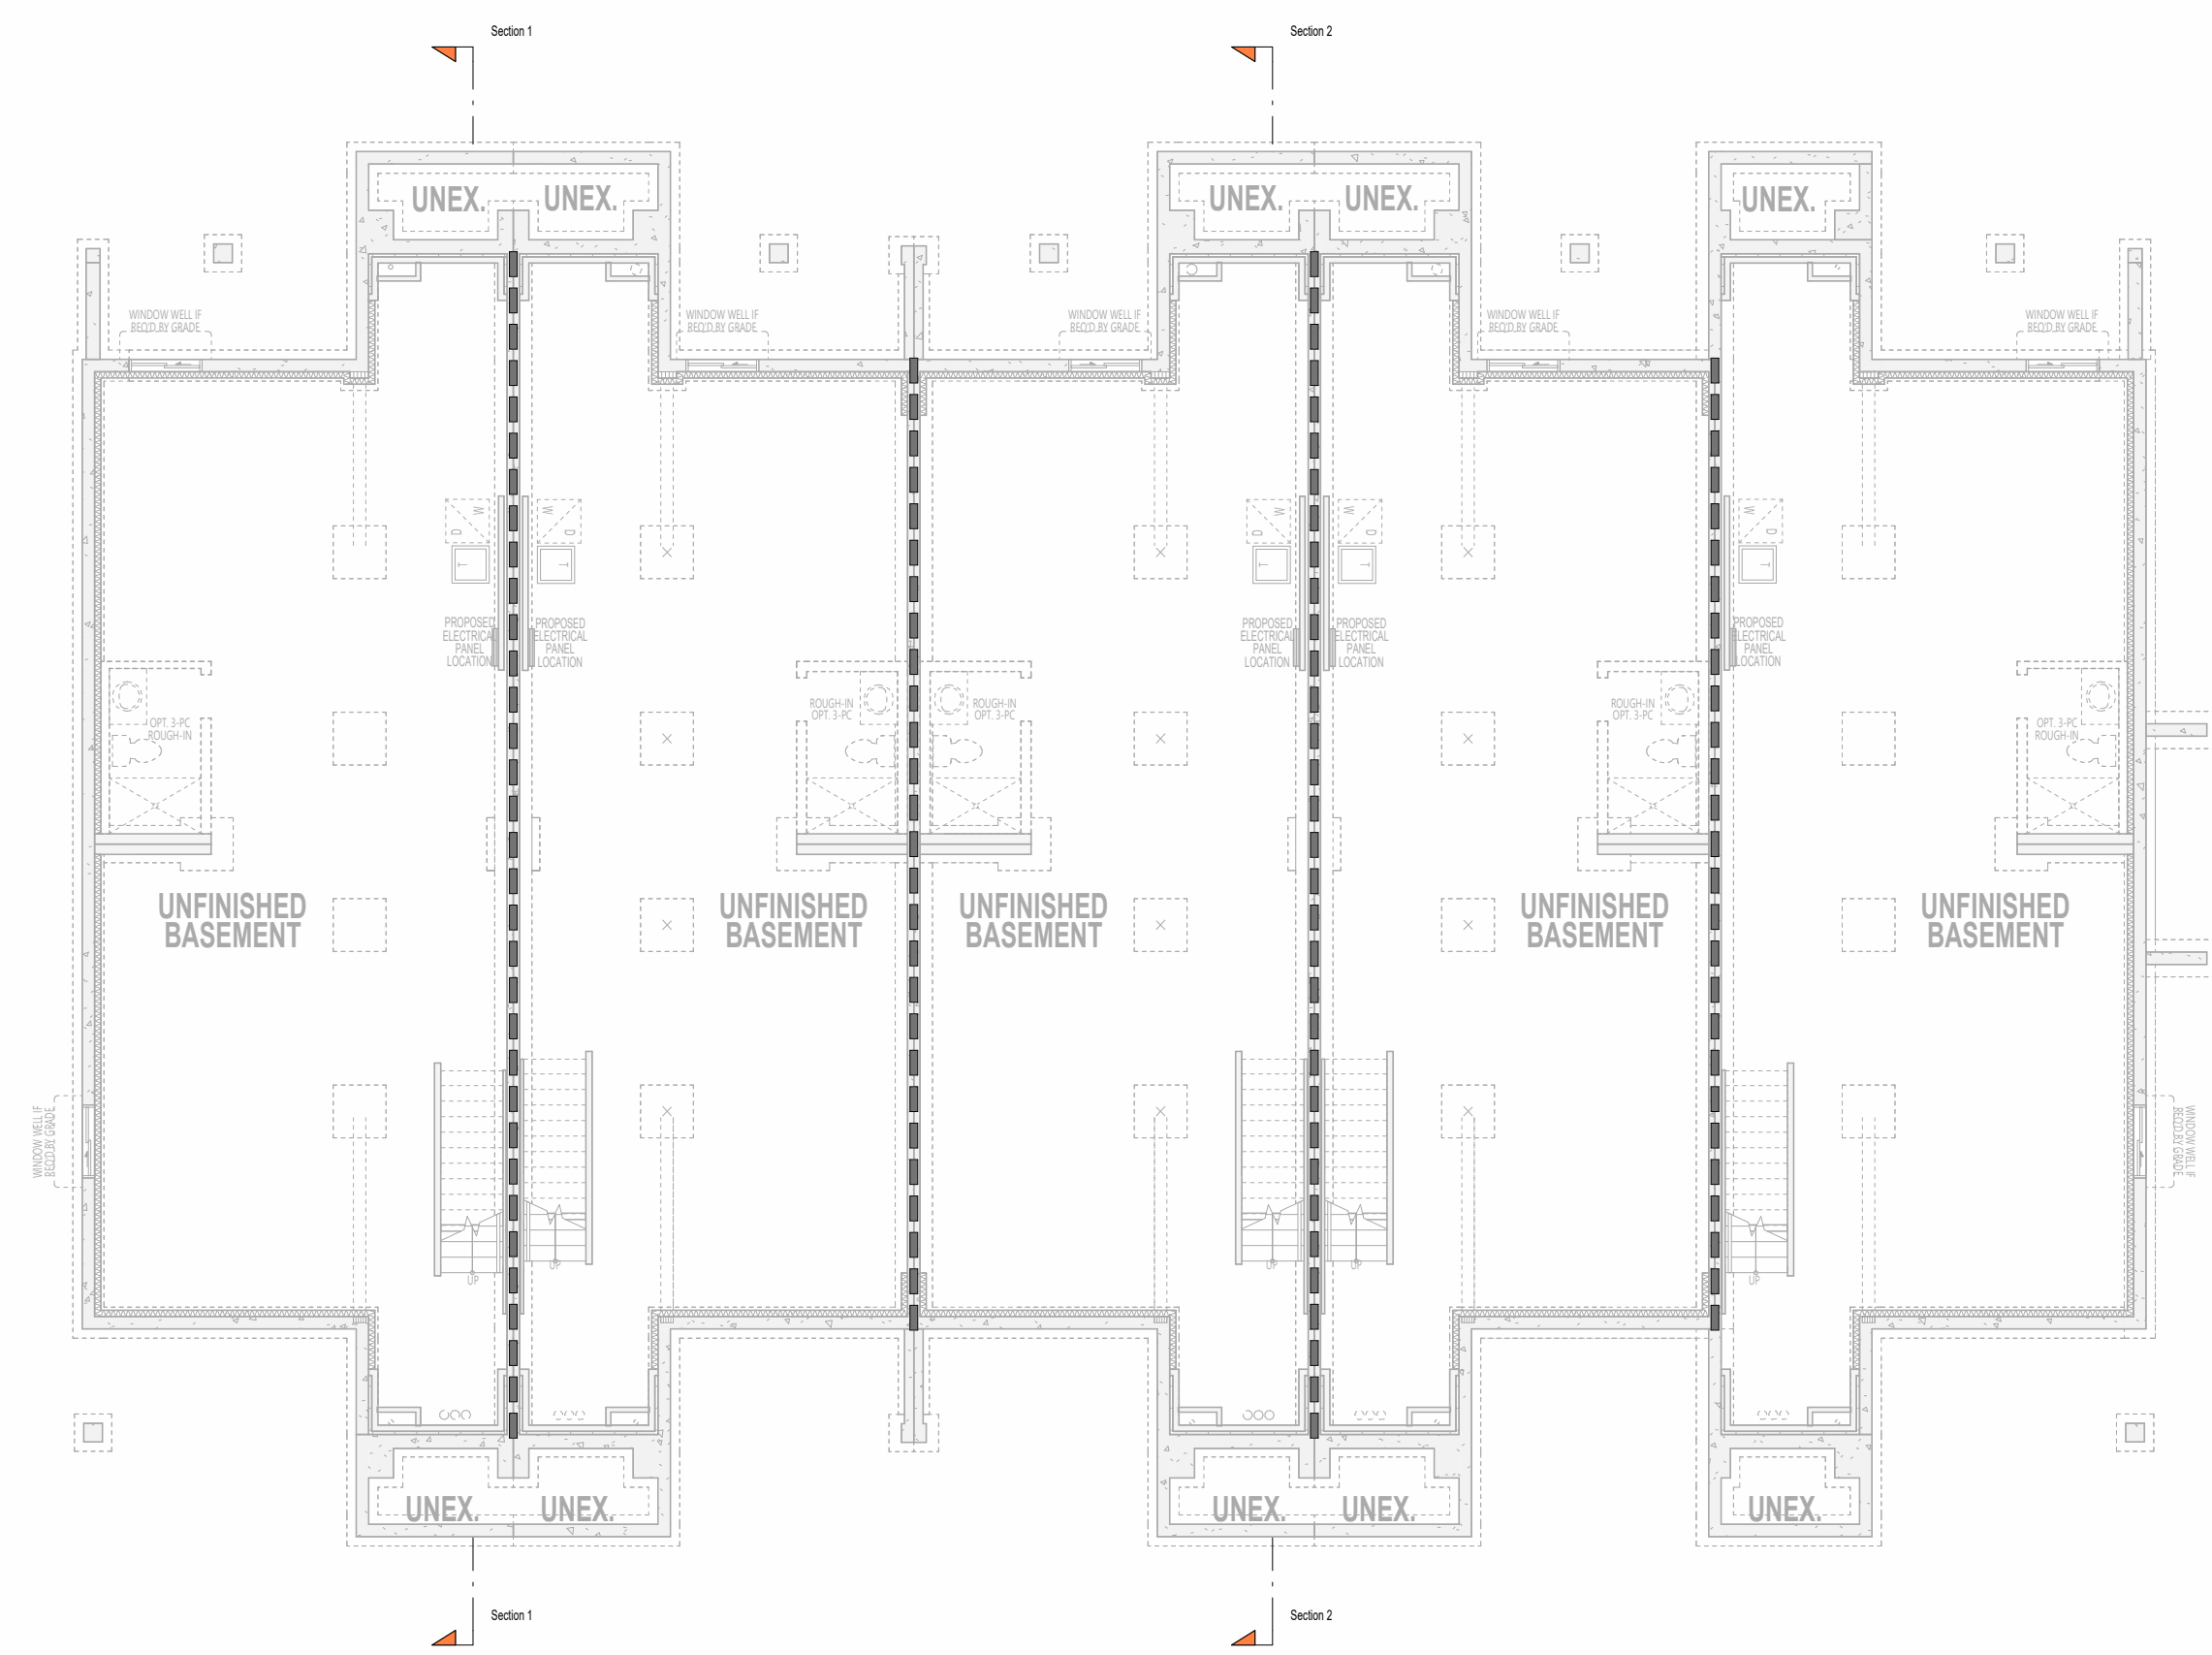 Section 1
Section 2
UNEX.
UNEX.
UNEX.
UNEX.
UNEX.
WINDOW WELL IF
REQ'D BY GRADE
WINDOW WELL IF
REQ'D BY GRADE
WINDOW WELL IF
REQ'D BY GRADE
WINDOW WELL IF
REQ'D BY GRADE
WINDOW WELL IF
REQ'D BY GRADE
W
D
W
D
W
D
W
D
W
D
T
T
T
T
T
PROPOSED
ELECTRICAL
PANEL
LOCATION
PROPOSED
ELECTRICAL
PANEL
LOCATION
PROPOSED
ELECTRICAL
PANEL
LOCATION
PROPOSED
ELECTRICAL
PANEL
LOCATION
PROPOSED
ELECTRICAL
PANEL
LOCATION
OPT. 3-PC
ROUGH-IN
ROUGH-IN
OPT. 3-PC
ROUGH-IN
OPT. 3-PC
ROUGH-IN
OPT. 3-PC
OPT. 3-PC
ROUGH-IN
UNFINISHED
BASEMENT
UNFINISHED
BASEMENT
UNFINISHED
BASEMENT
UNFINISHED
BASEMENT
UNFINISHED
BASEMENT
WINDOW WELL IF
REQ'D BY GRADE
WINDOW WELL IF
REQ'D BY GRADE
UP
UP
UP
UP
UP
UNEX.
UNEX.
UNEX.
UNEX.
UNEX.
Section 1
Section 2